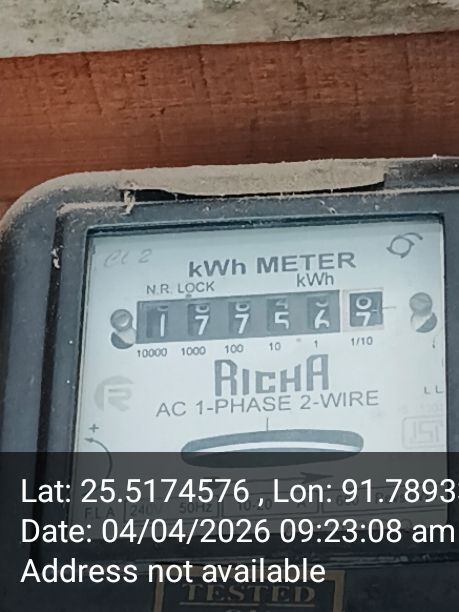 Cl 2
kWh METER
N.R. LOCK kWh
1 7 7 5 6 7
10000 1000 100 10 1 1/10
RICHA
AC 1-PHASE 2-WIRE
Lat: 25.5174576 , Lon: 91.7893
Date: 04/04/2026 09:23:08 am
Address not available
TESTED